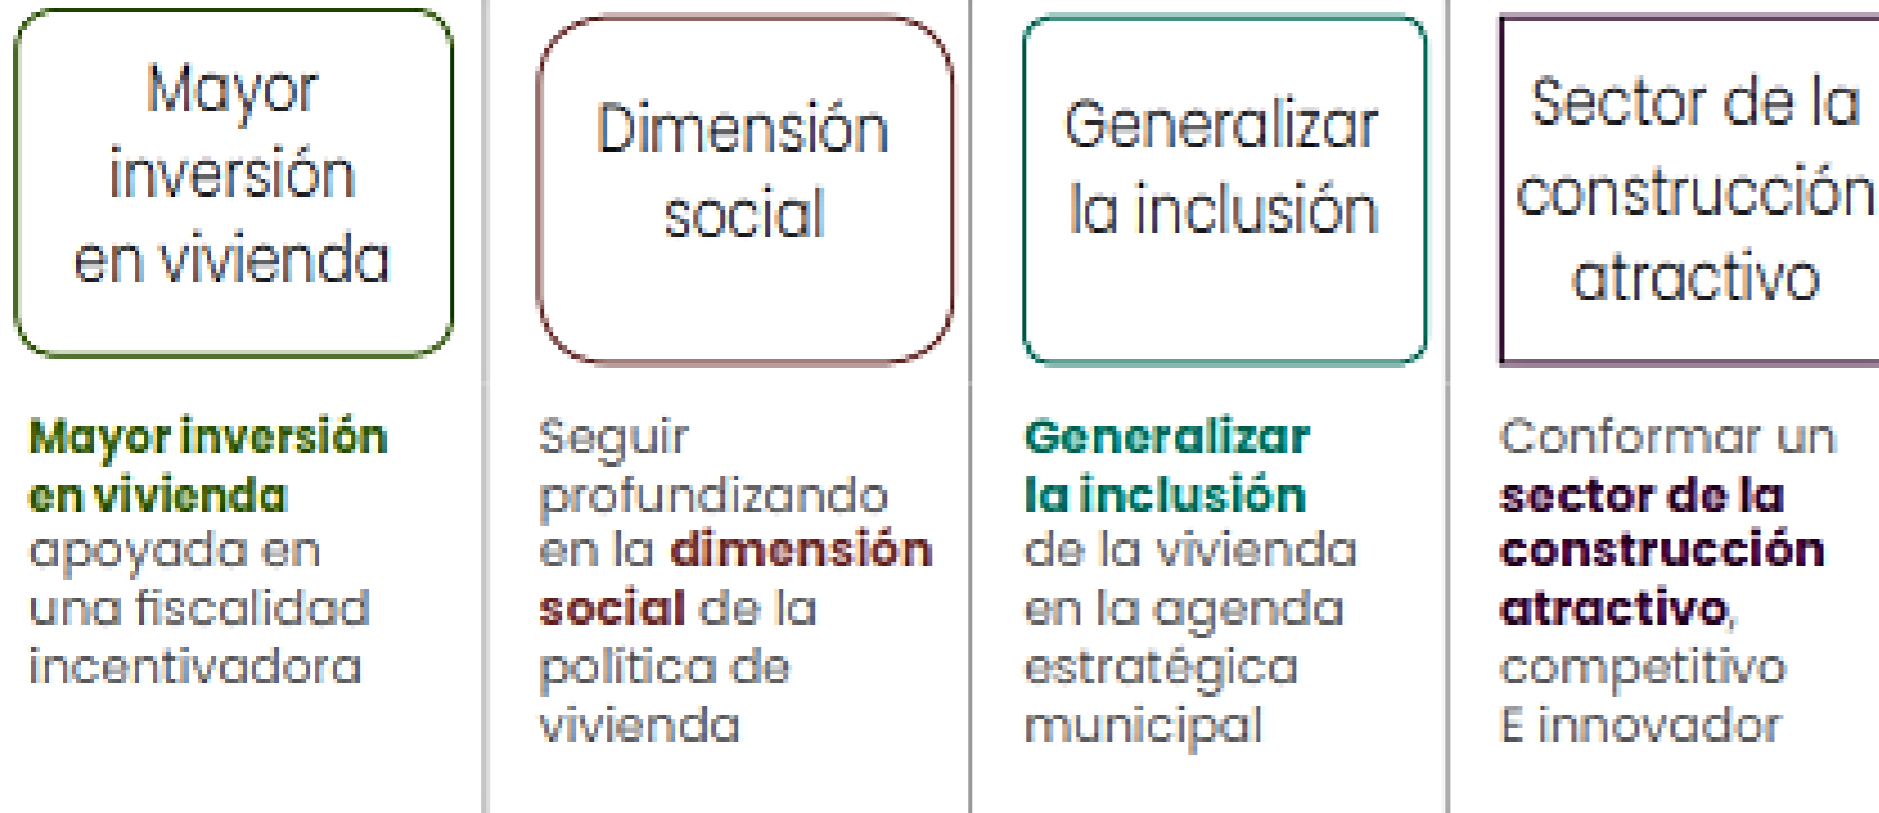 Mayor
inversión
en vivienda
Mayor inversión
en vivienda
apoyada en
una fiscalidad
incentivadora
Dimensión
social
Seguir
profundizando
en la dimensión
social de la
política de
vivienda
Generalizar
la inclusión
Generalizar
la inclusión
de la vivienda
en la agenda
estratégica
municipal
Sector de la
construcción
atractivo
Conformar un
sector de la
construcción
atractivo,
competitivo
E innovador